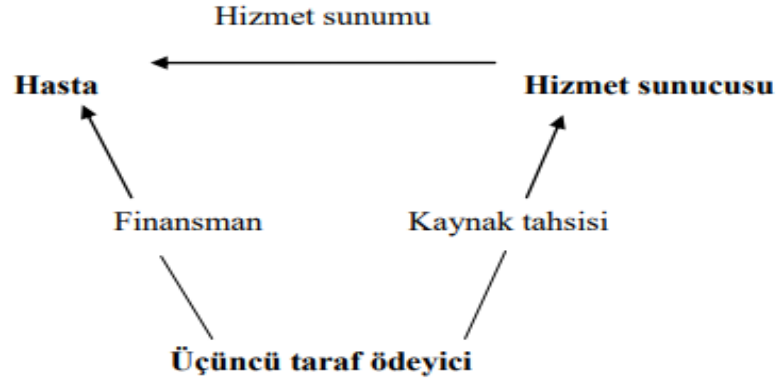 Hizmet sunumu
Hasta Hizmet sunucusu
Finansman Kaynak tahsisi
Üçüncü taraf ödeyici